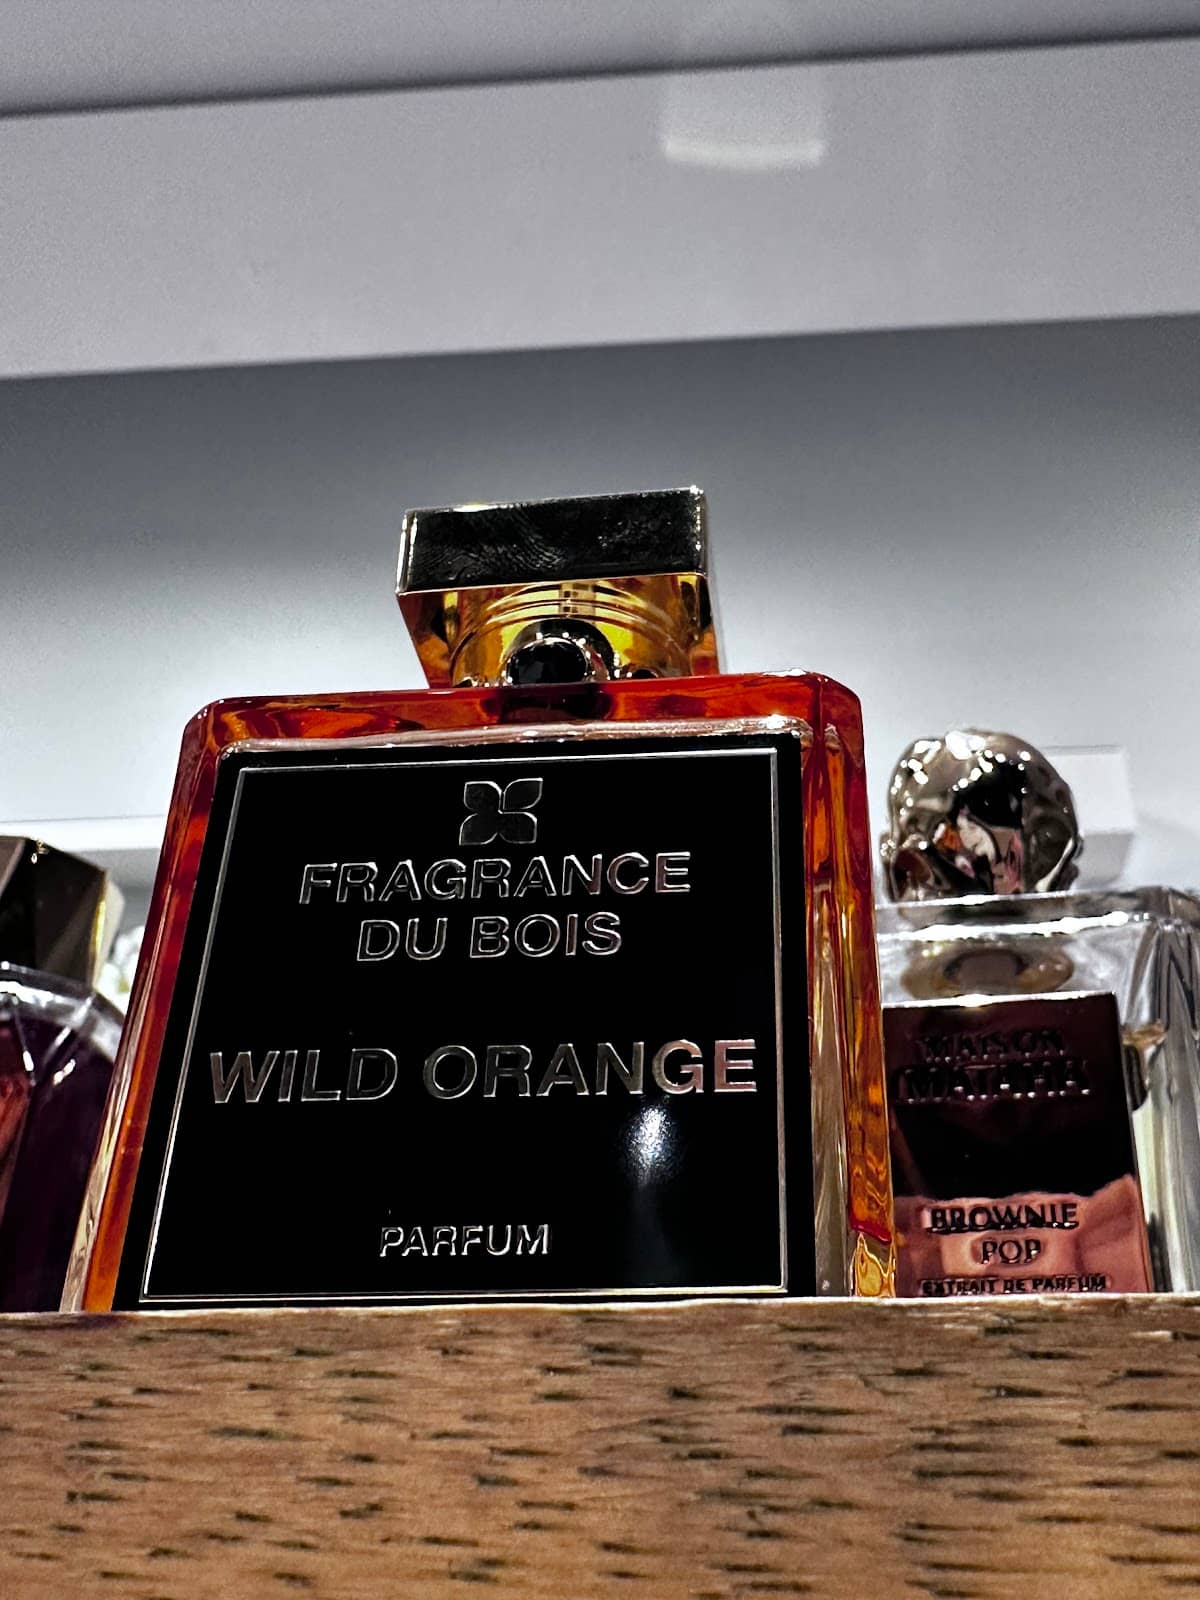 FRAGRANCE
DU BOIS
WILD ORANGE
PARFUM
MAISON
MATAHA
BROWNIE
POP
EXTRAIT DE PARFUM